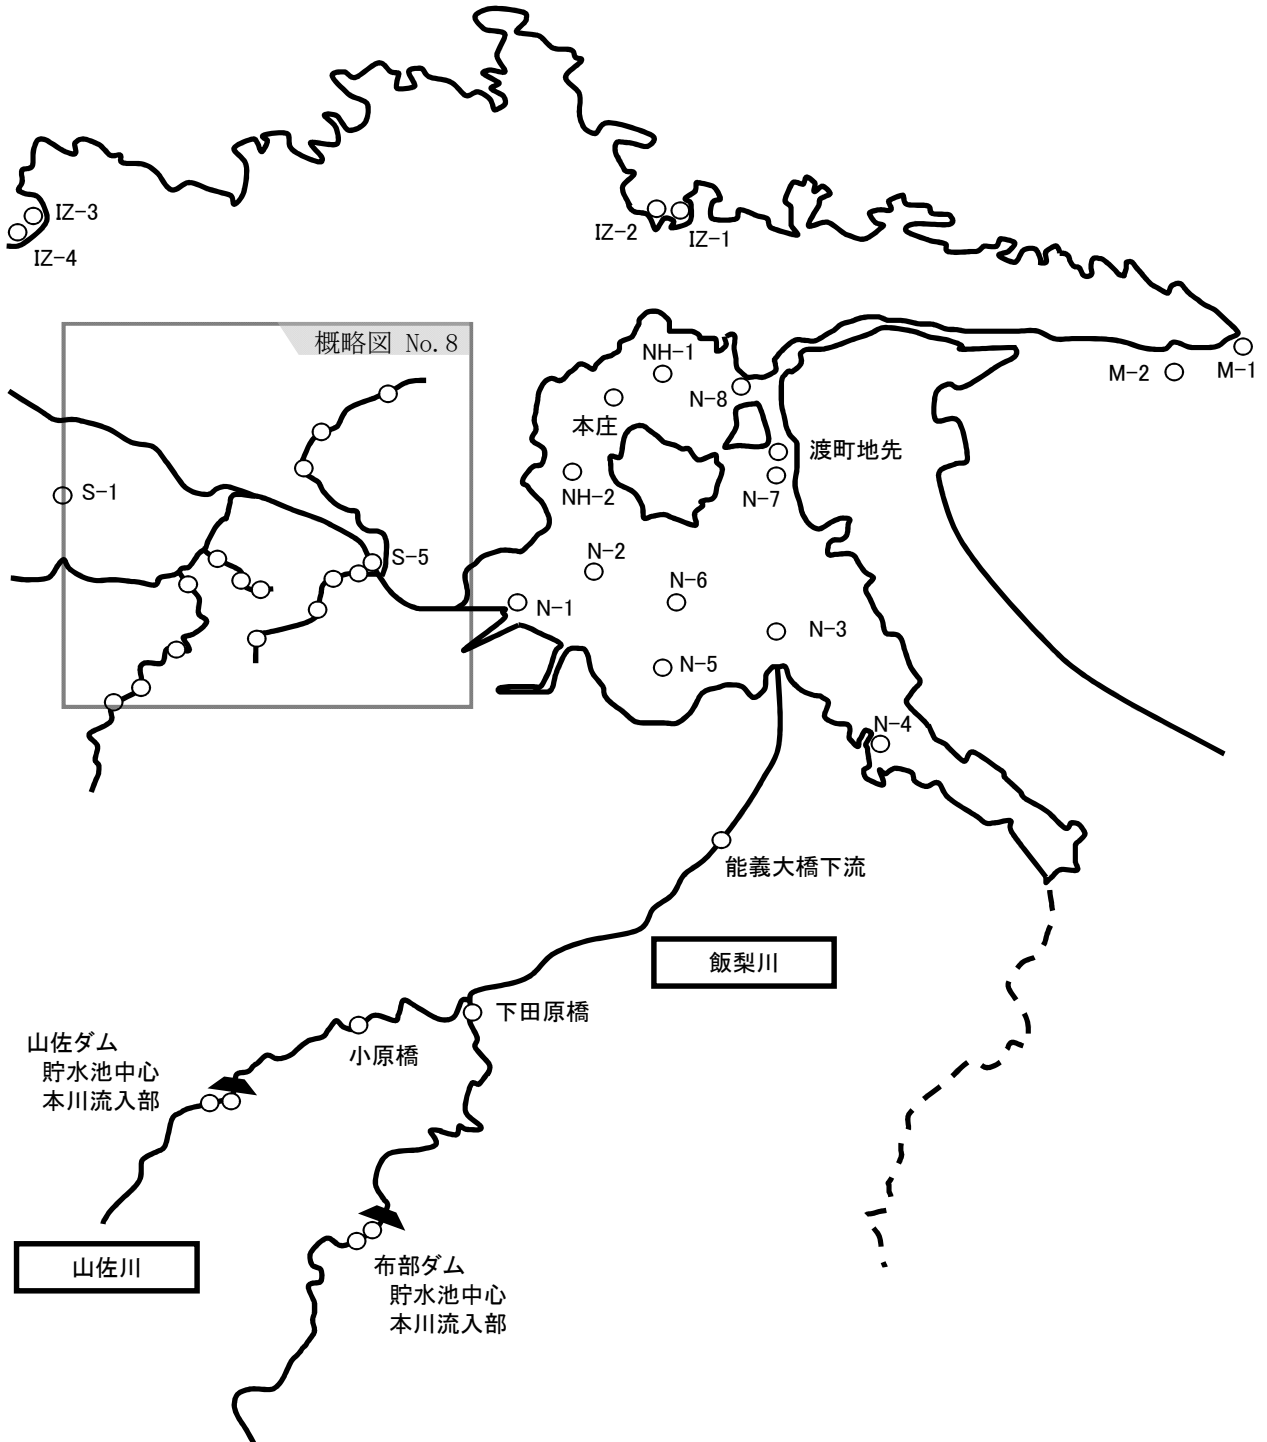 IZ-3
IZ-4
IZ-2
IZ-1
概略図 No.8
NH-1
N-8
M-2
M-1
本庄
渡町地先
S-1
NH-2
N-7
S-5
N-2
N-6
N-1
N-3
N-5
N-4
能義大橋下流
飯梨川
下田原橋
小原橋
山佐ダム
貯水池中心
本川流入部
山佐川
布部ダム
貯水池中心
本川流入部